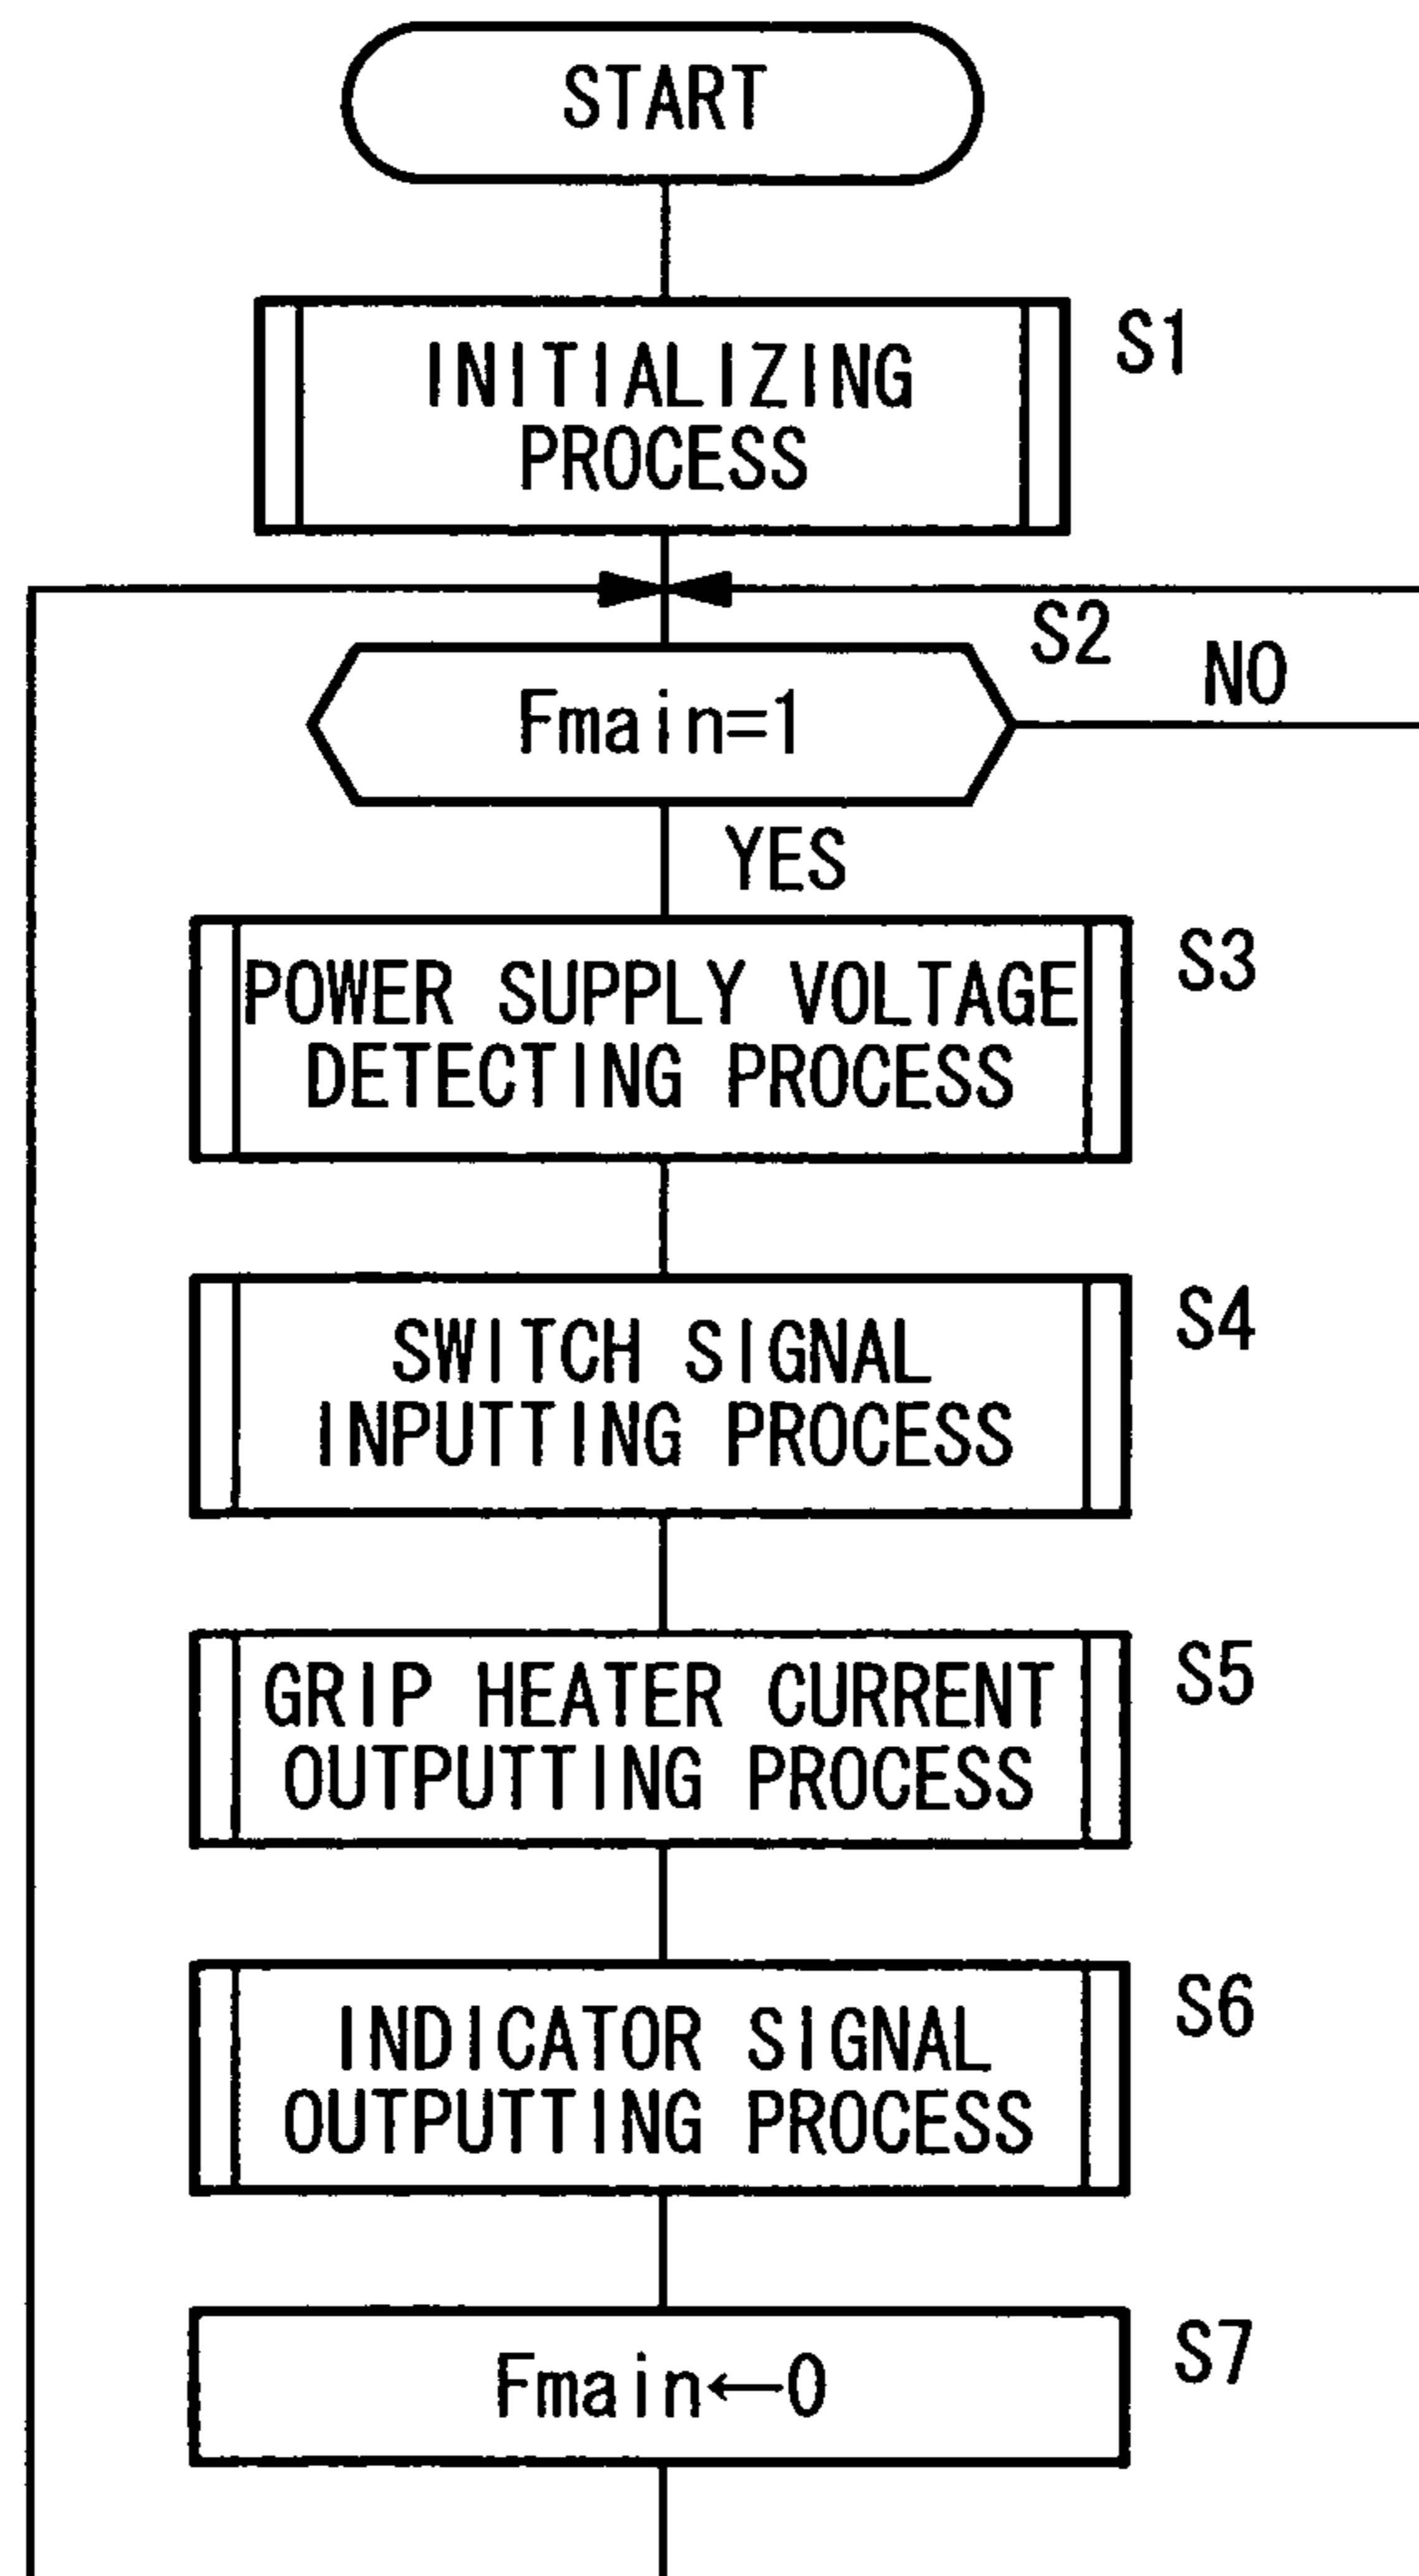 START
INITIALIZING
PROCESS
S1
Fmain=1
S2
NO
YES
POWER SUPPLY VOLTAGE
DETECTING PROCESS
S3
SWITCH SIGNAL
INPUTTING PROCESS
S4
GRIP HEATER CURRENT
OUTPUTTING PROCESS
S5
INDICATOR SIGNAL
OUTPUTTING PROCESS
S6
Fmain←0
S7